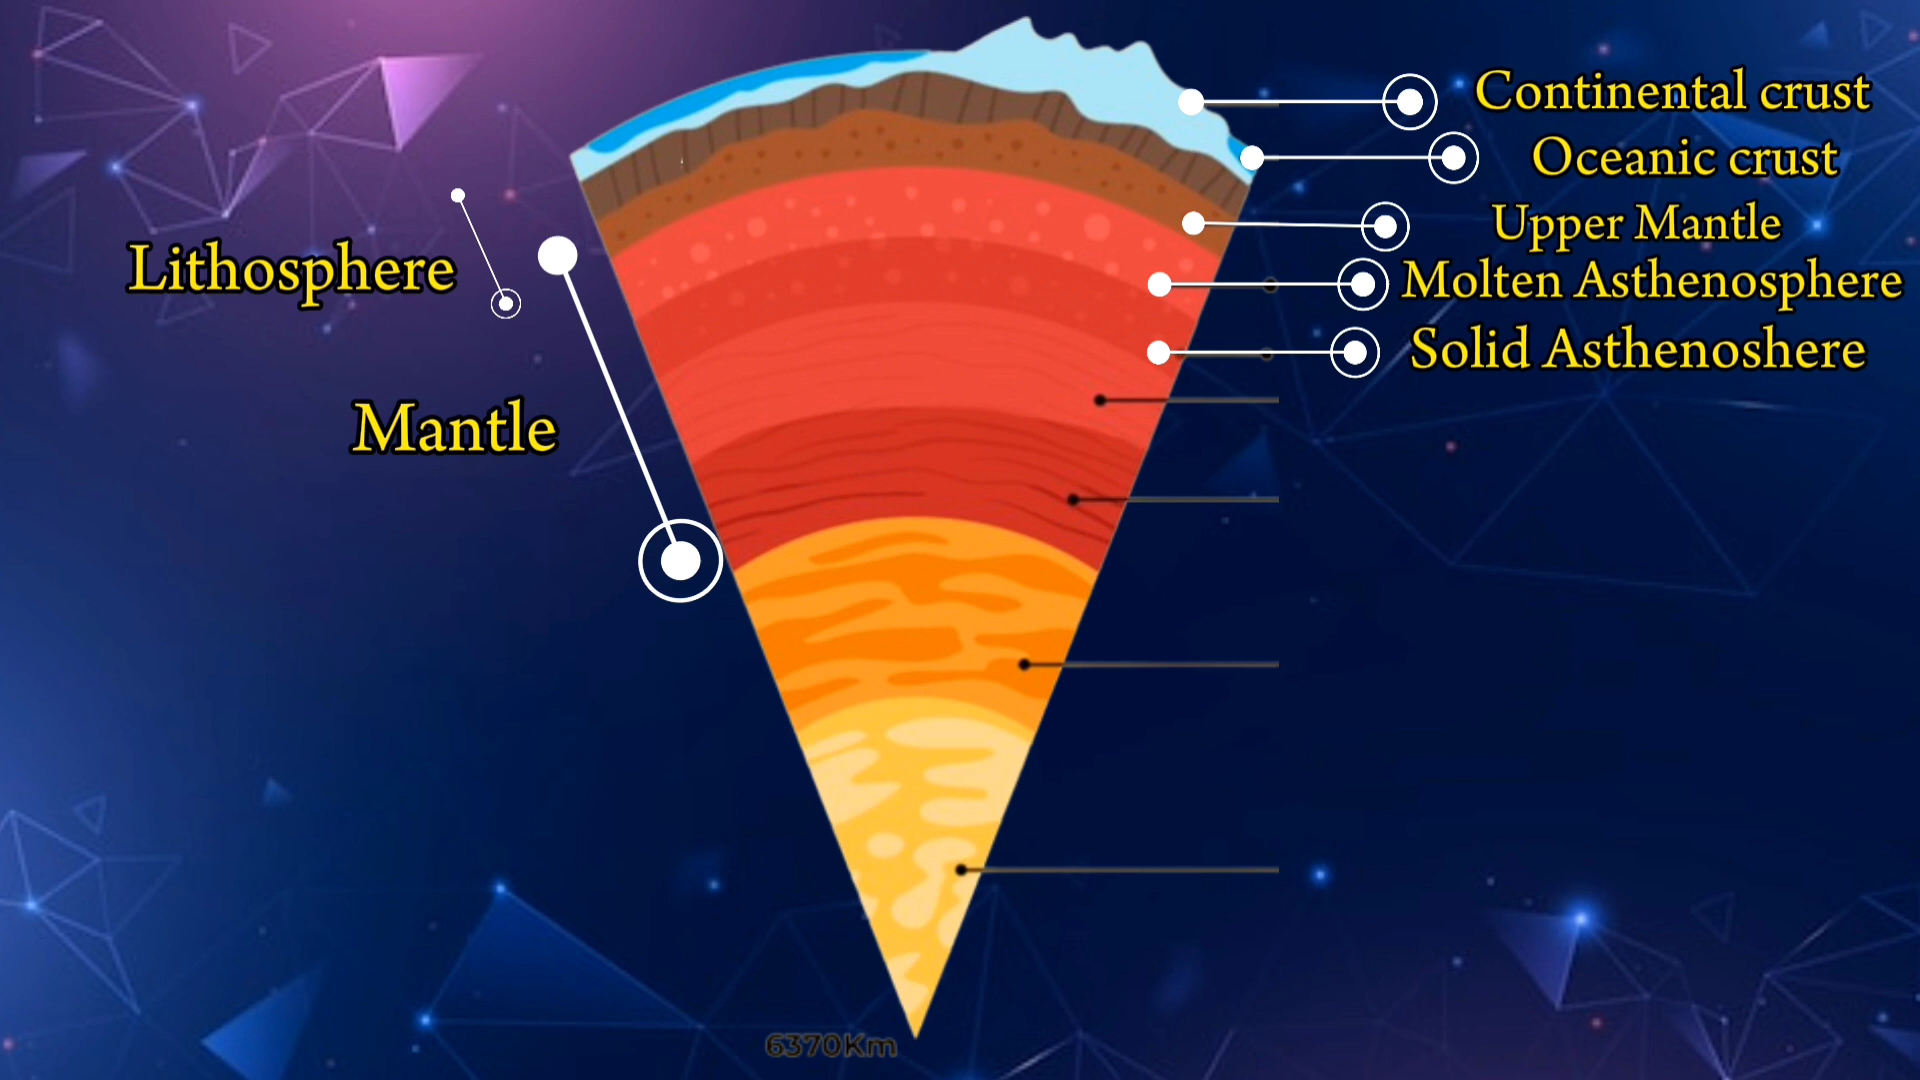 Continental crust
Oceanic crust
Upper Mantle
Lithosphere
Molten Asthenosphere
Solid Asthenoshere
Mantle
6370Km